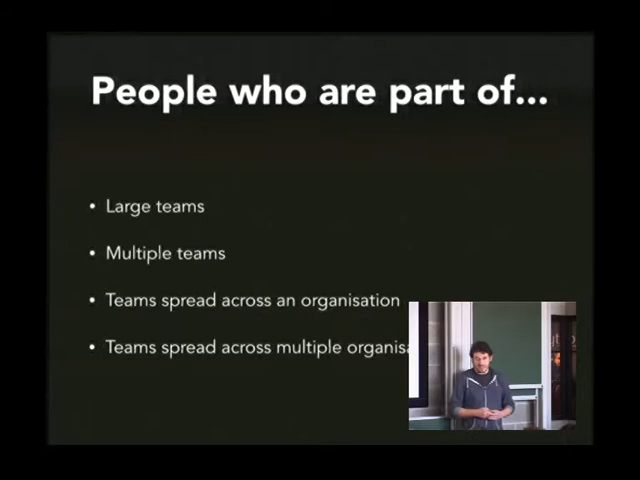 People who are part of...
• Large teams
• Multiple teams
• Teams spread across an organisation
• Teams spread across multiple